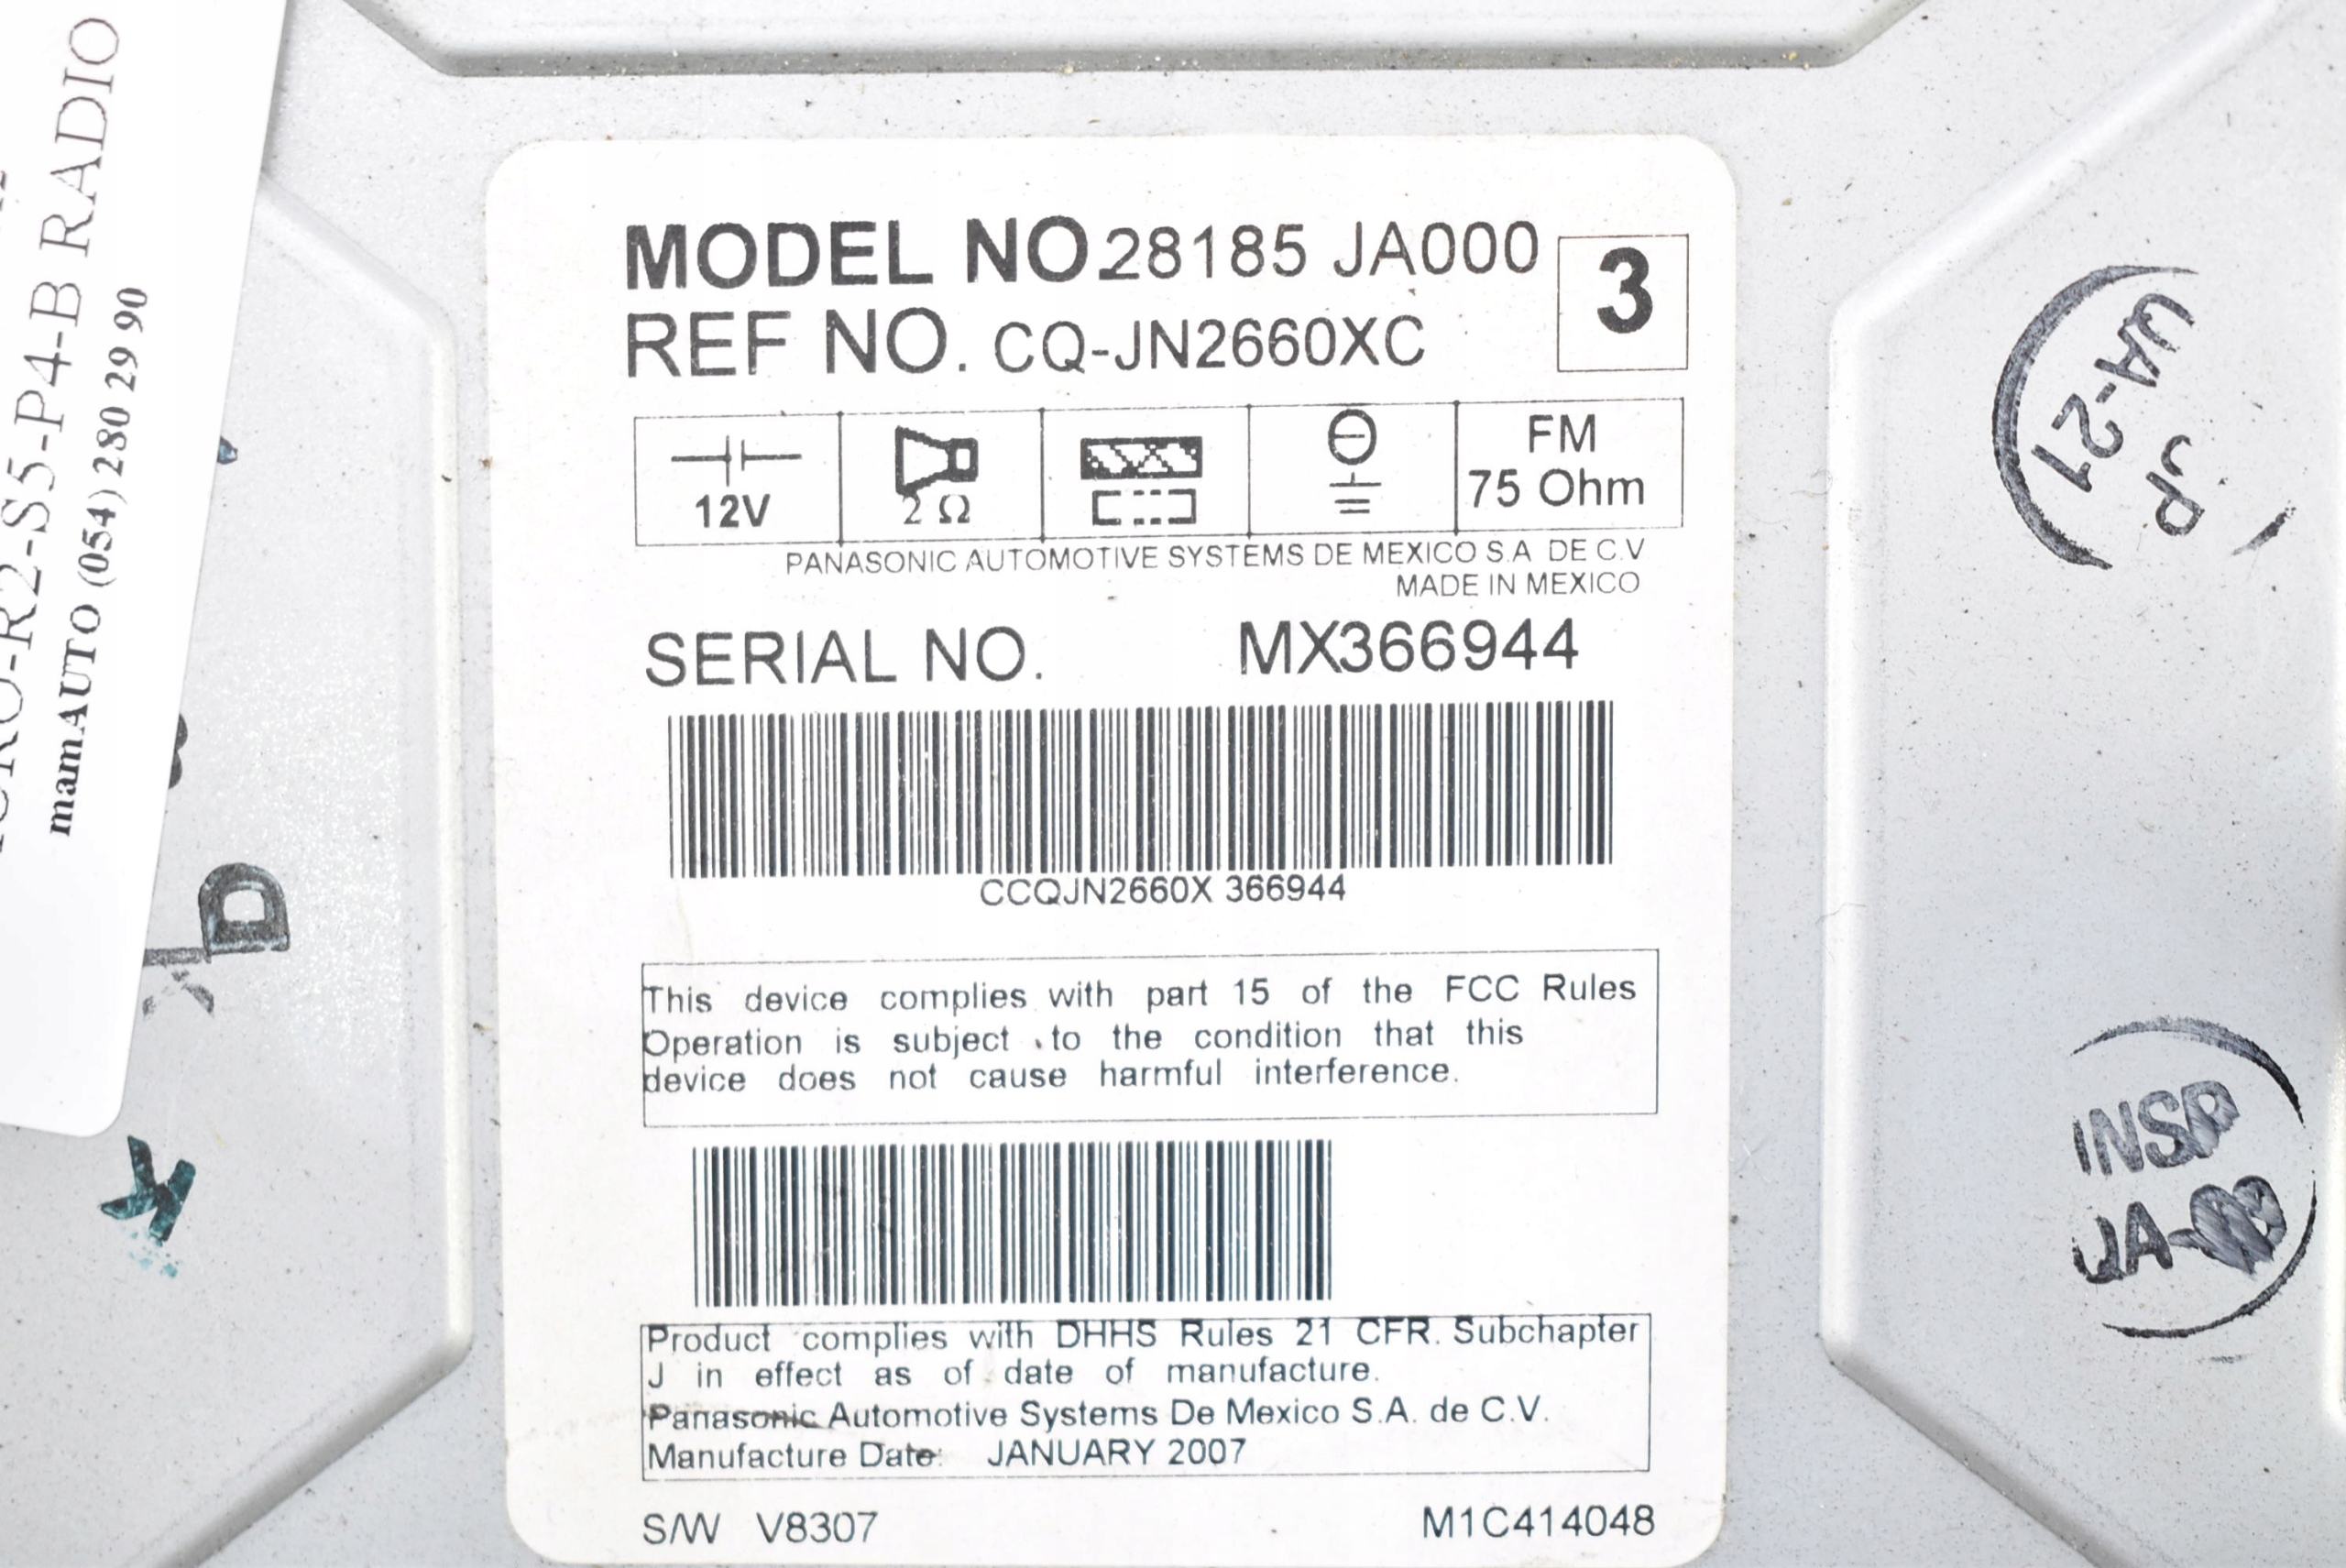 MODEL NO.28185 JA000
3
REF NO. CQ-JN2660XC
12V
2 Ω
FM
75 Ohm
PANASONIC AUTOMOTIVE SYSTEMS DE MEXICO S.A DE C.V
MADE IN MEXICO
SERIAL NO. MX366944
CCQJN2660X 366944
This device complies with part 15 of the FCC Rules
Operation is subject to the condition that this
device does not cause harmful interference.
Product complies with DHHS Rules 21 CFR. Subchapter
J in effect as of date of manufacture.
Panasonic Automotive Systems De Mexico S.A. de C.V.
Manufacture Date: JANUARY 2007
S/W V8307
M1C414048
-R2-S5-P4-B RADIO
mamAUTO (054) 280 29 90
D
K
JP
INSP
JA-